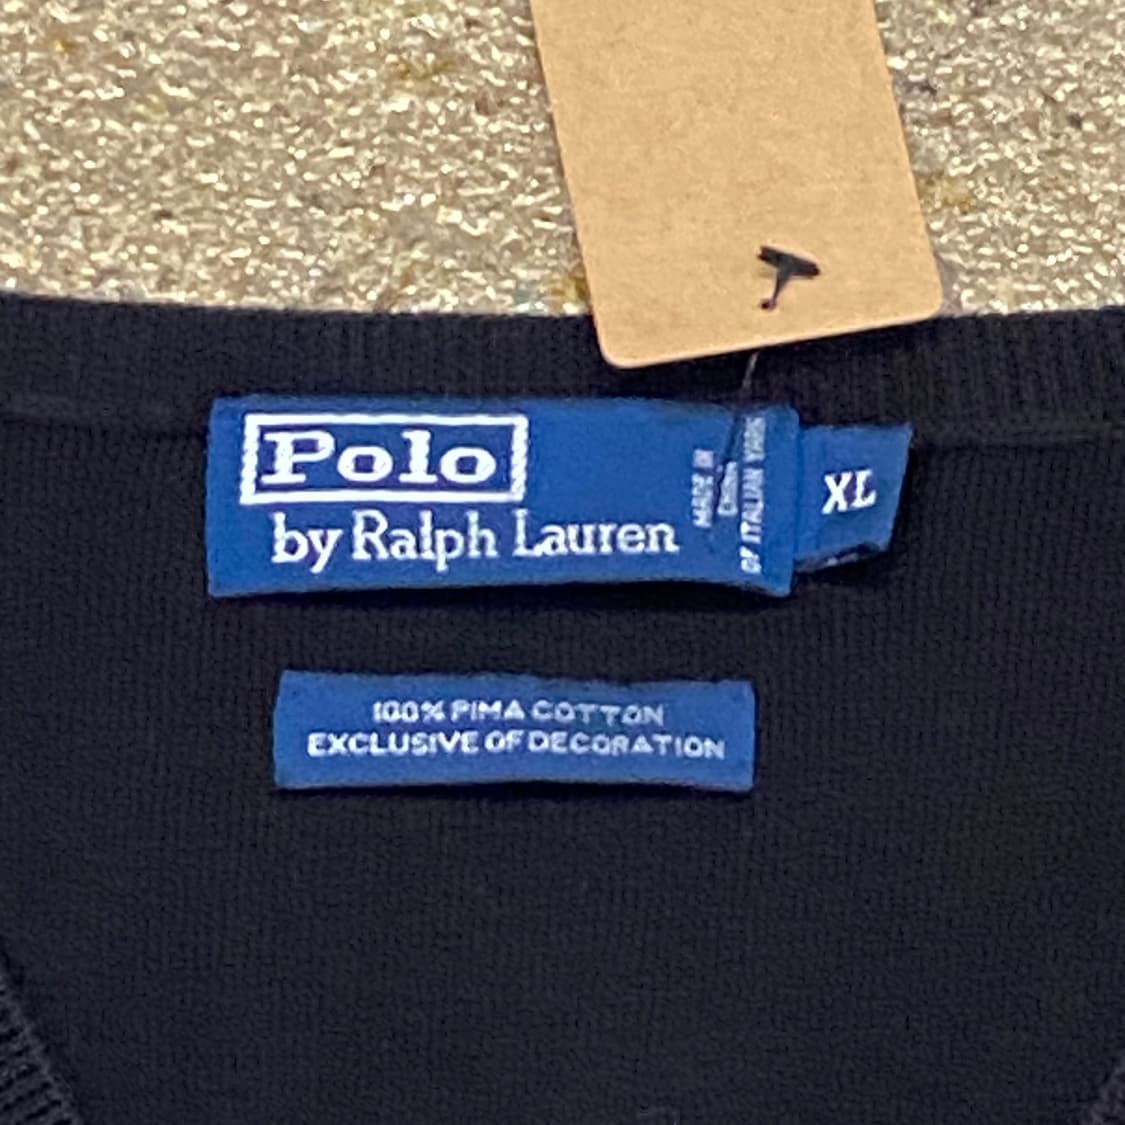 Polo
by Ralph Lauren
MADE IN
CHINA
OF ITALIAN YARN
XL
100% PIMA COTTON
EXCLUSIVE OF DECORATION